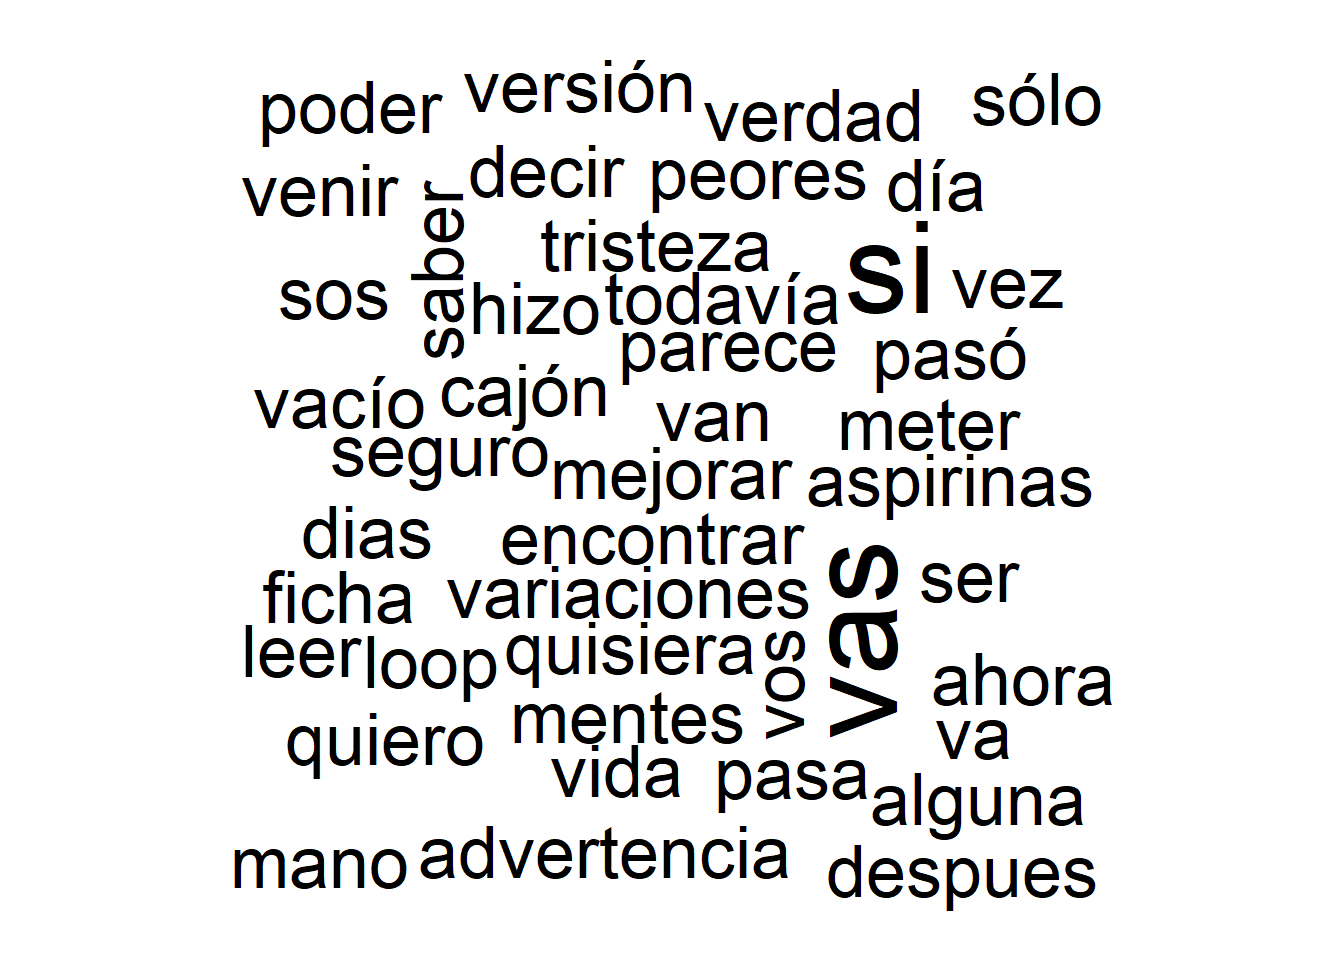 poder versión verdad sólo
venir saber decir peores día
tristeza si vez
sos hizo todavía
parece pasó
vacío cajón van meter
seguro mejorar aspirinas
dias encontrar vas ser
ficha variaciones
leer loop quisiera vos ahora
quiero mentes va
vida pasa alguna
mano advertencia despues